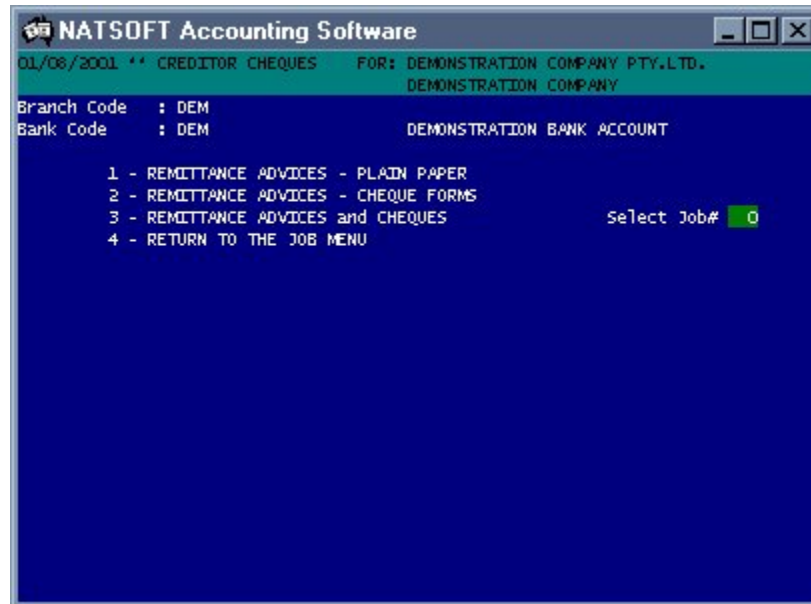 NATSOFT Accounting Software
01/08/2001 '' CREDITOR CHEQUES FOR: DEMONSTRATION COMPANY PTY.LTD.
DEMONSTRATION COMPANY
Branch Code : DEM
Bank Code : DEM DEMONSTRATION BANK ACCOUNT
1 - REMITTANCE ADVICES - PLAIN PAPER
2 - REMITTANCE ADVICES - CHEQUE FORMS
3 - REMITTANCE ADVICES and CHEQUES Select Job# 0
4 - RETURN TO THE JOB MENU